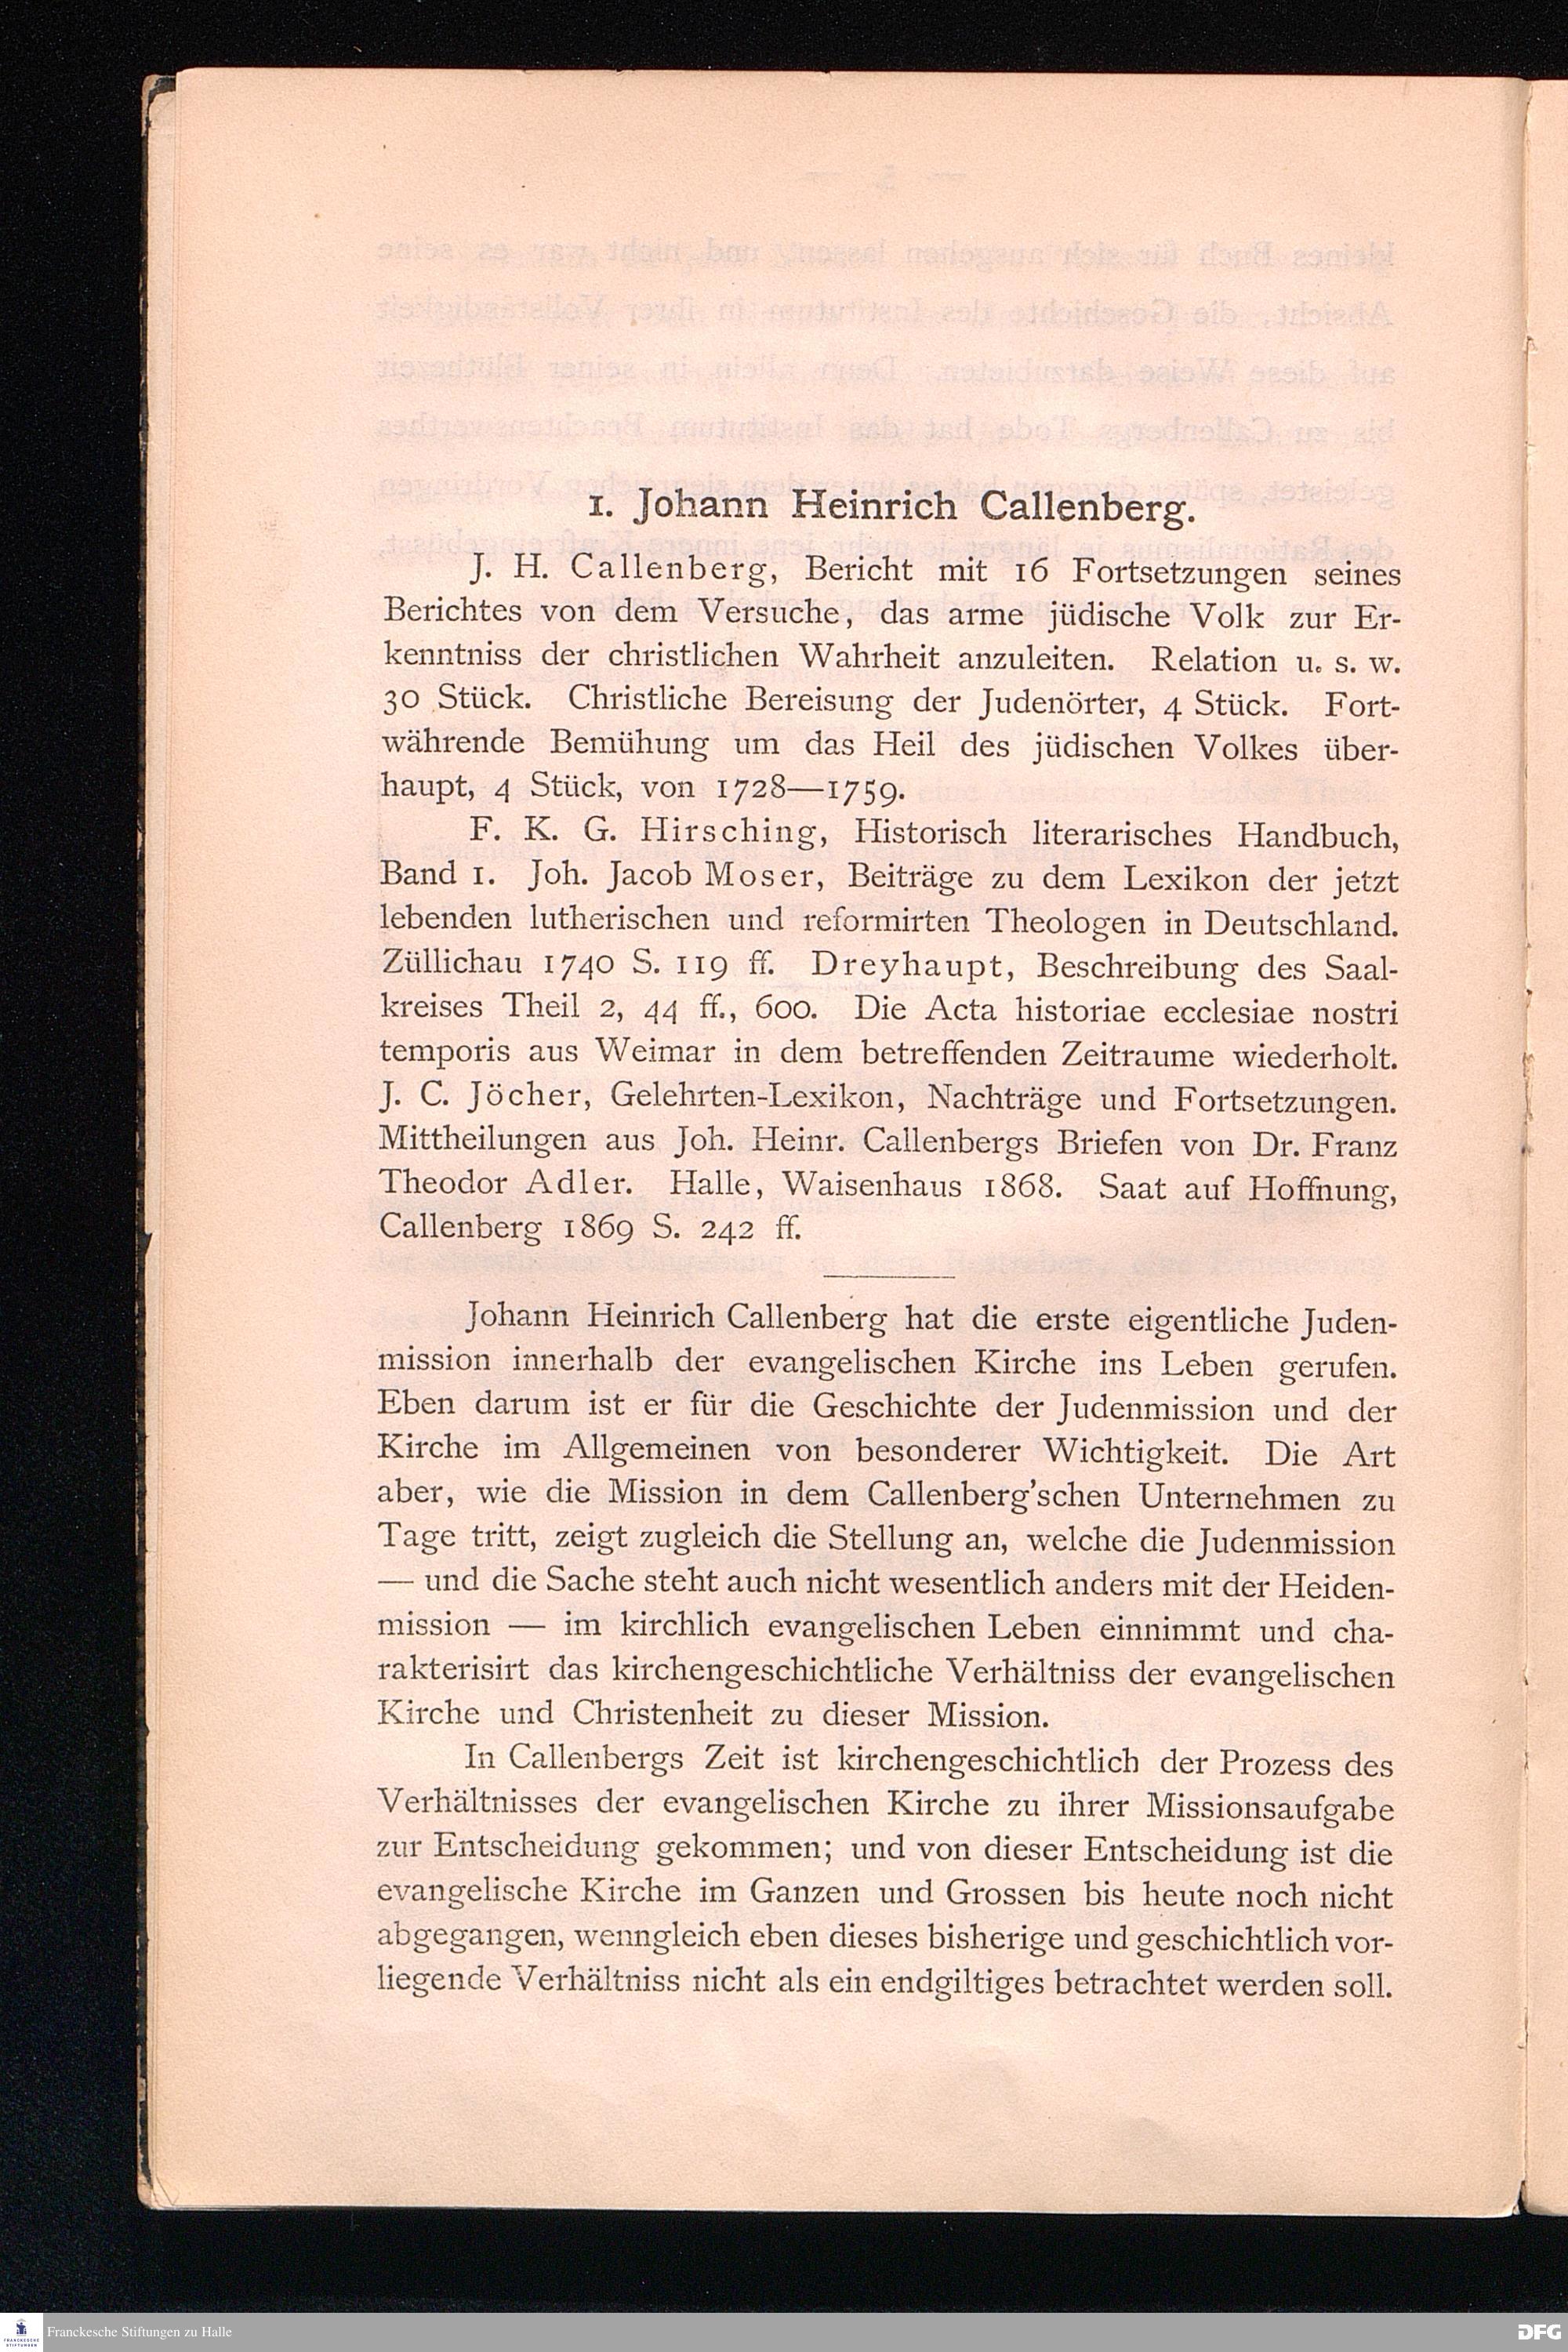 1. Johann Heinrich Callenberg.
J. H. Callenberg, Bericht mit 16 Fortsetzungen seines
Berichtes von dem Versuche, das arme jüdische Volk zur Er-
kenntniss der christlichen Wahrheit anzuleiten. Relation u. s. w.
30 Stück. Christliche Bereisung der Judenörter, 4 Stück. Fort-
währende Bemühung um das Heil des jüdischen Volkes über-
haupt, 4 Stück, von 1728—1759.
F. K. G. Hirsching, Historisch literarisches Handbuch,
Band 1. Joh. Jacob Moser, Beiträge zu dem Lexikon der jetzt
lebenden lutherischen und reformirten Theologen in Deutschland.
Züllichau 1740 S. 119 ff. Dreyhaupt, Beschreibung des Saal-
kreises Theil 2, 44 ff., 600. Die Acta historiae ecclesiae nostri
temporis aus Weimar in dem betreffenden Zeitraume wiederholt.
J. C. Jöcher, Gelehrten-Lexikon, Nachträge und Fortsetzungen.
Mittheilungen aus Joh. Heinr. Callenbergs Briefen von Dr. Franz
Theodor Adler. Halle, Waisenhaus 1868. Saat auf Hoffnung,
Callenberg 1869 S. 242 ff.
Johann Heinrich Callenberg hat die erste eigentliche Juden-
mission innerhalb der evangelischen Kirche ins Leben gerufen.
Eben darum ist er für die Geschichte der Judenmission und der
Kirche im Allgemeinen von besonderer Wichtigkeit. Die Art
aber, wie die Mission in dem Callenberg'schen Unternehmen zu
Tage tritt, zeigt zugleich die Stellung an, welche die Judenmission
— und die Sache steht auch nicht wesentlich anders mit der Heiden-
mission — im kirchlich evangelischen Leben einnimmt und cha-
rakterisirt das kirchengeschichtliche Verhältniss der evangelischen
Kirche und Christenheit zu dieser Mission.
In Callenbergs Zeit ist kirchengeschichtlich der Prozess des
Verhältnisses der evangelischen Kirche zu ihrer Missionsaufgabe
zur Entscheidung gekommen; und von dieser Entscheidung ist die
evangelische Kirche im Ganzen und Grossen bis heute noch nicht
abgegangen, wenngleich eben dieses bisherige und geschichtlich vor-
liegende Verhältniss nicht als ein endgiltiges betrachtet werden soll.
FRANCKESCHE
STIFTUNGEN
Franckesche Stiftungen zu Halle
DFG